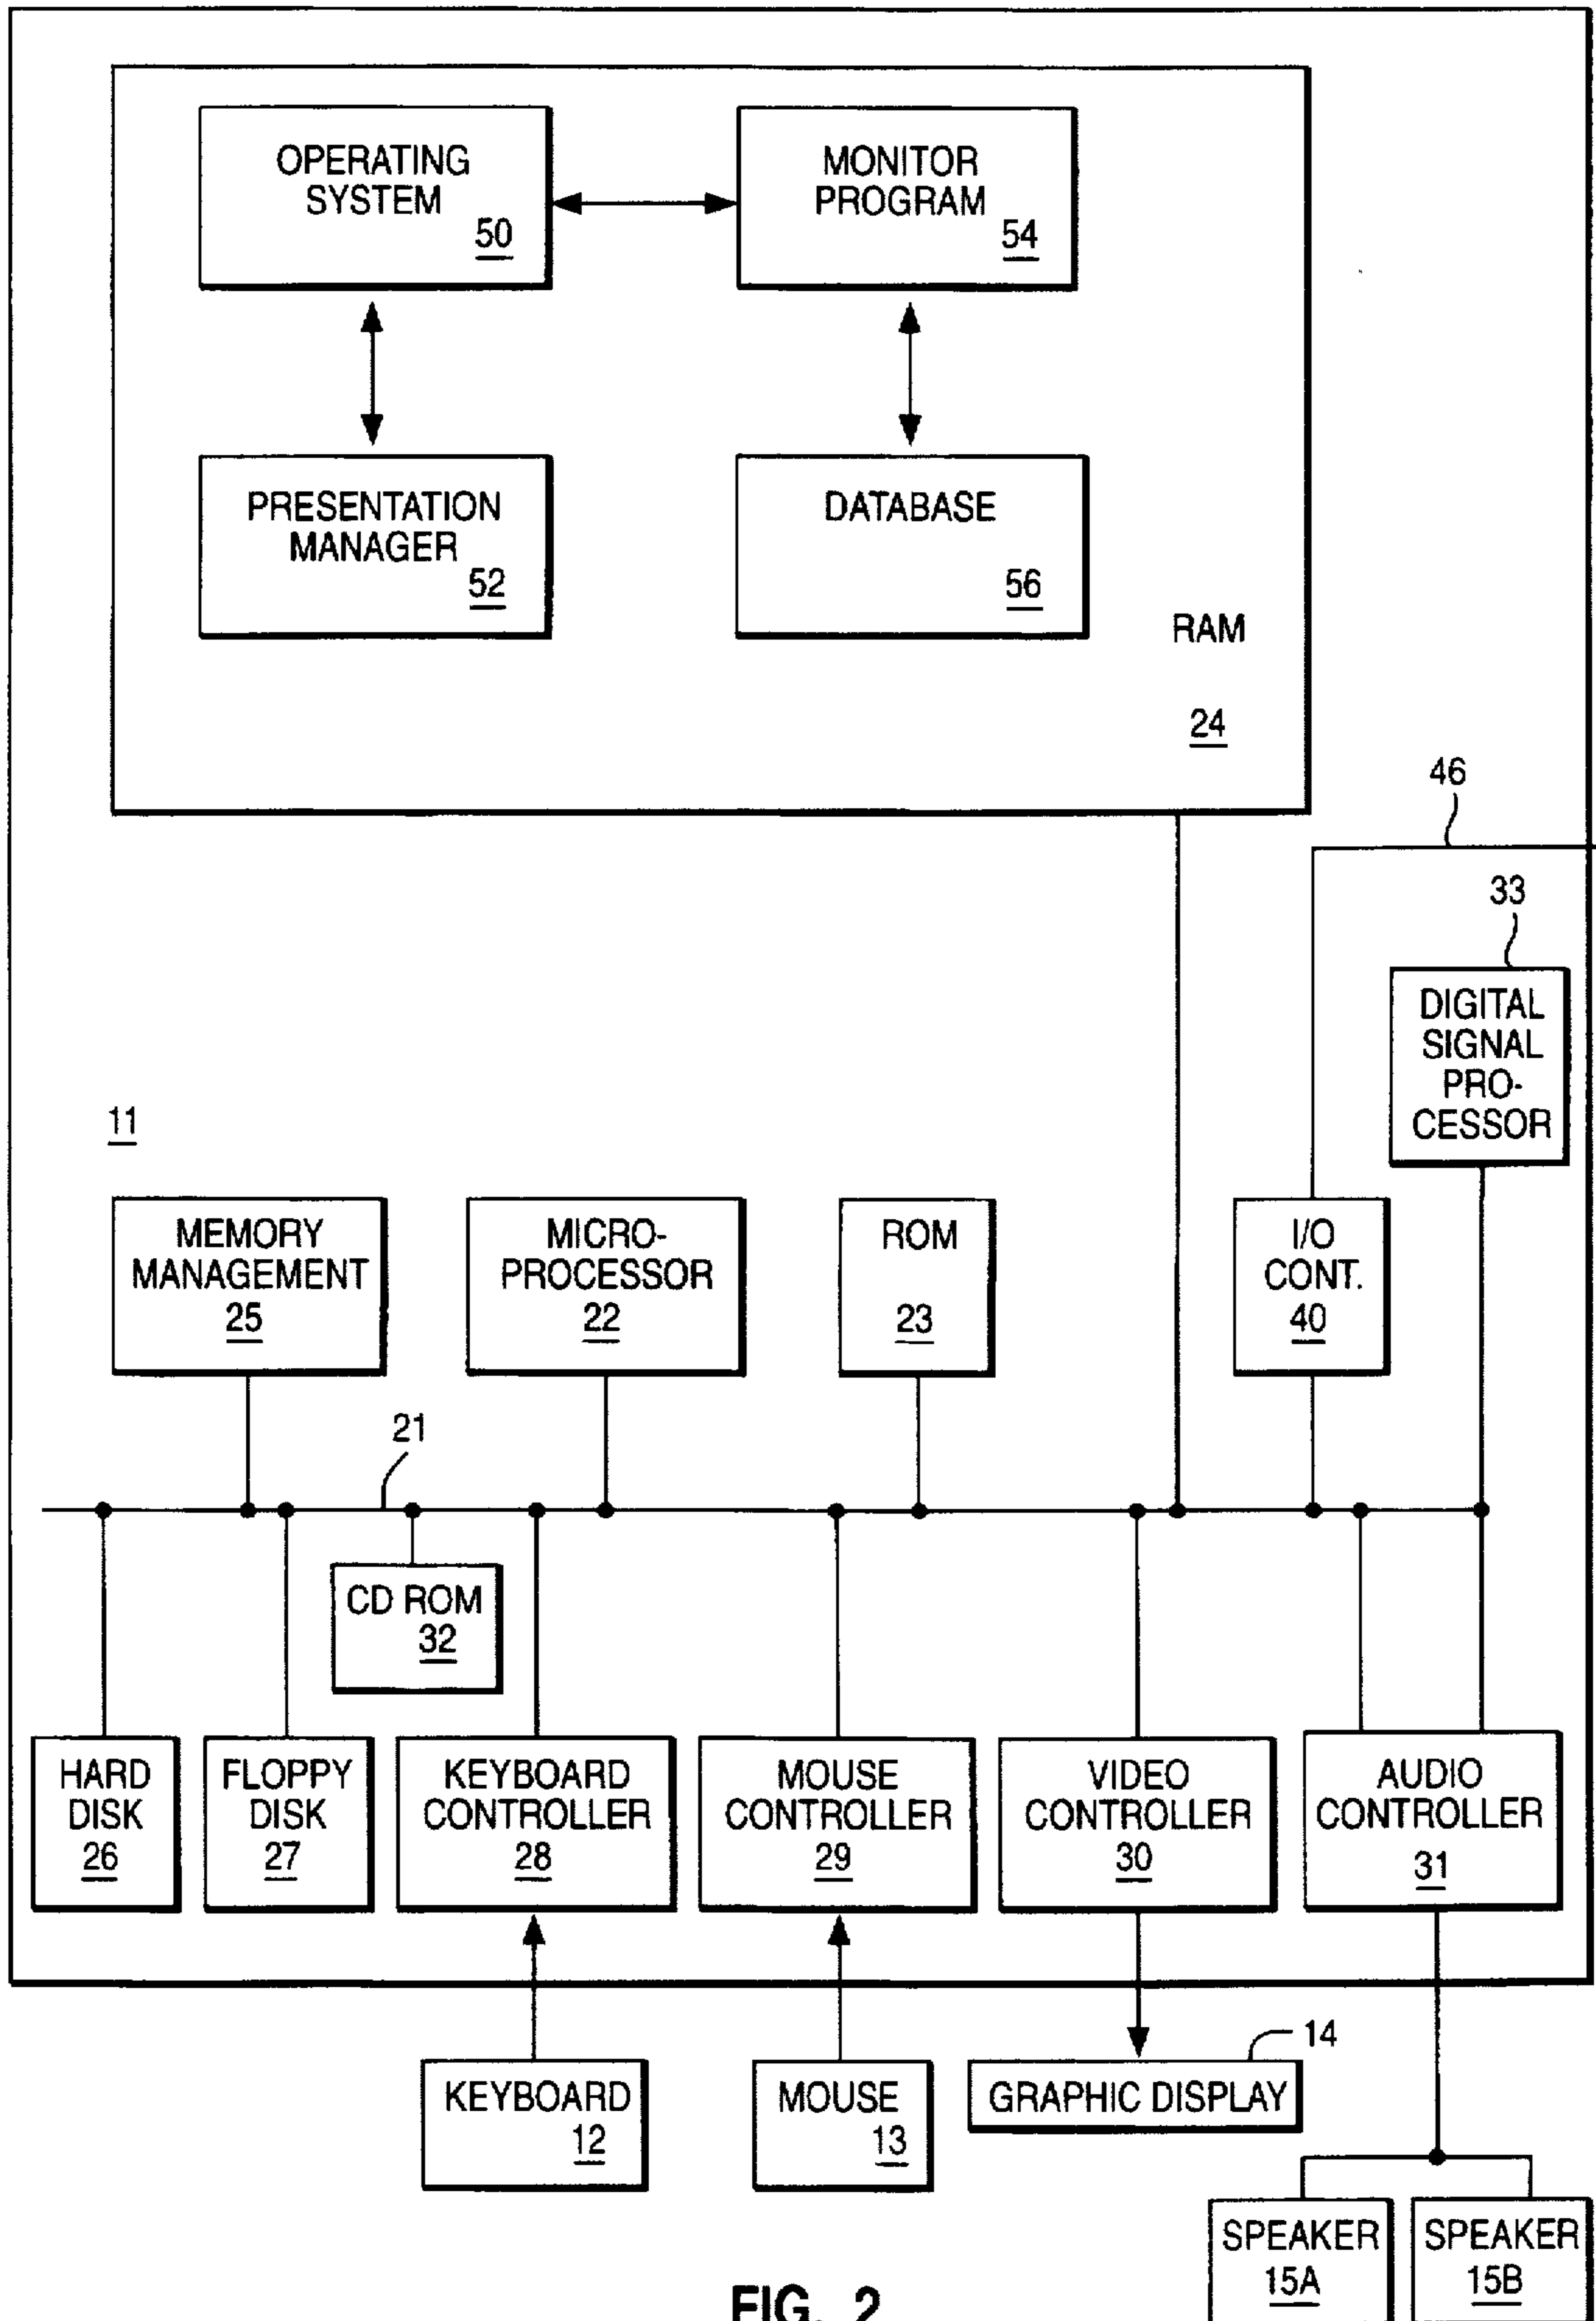 OPERATING
SYSTEM
50
MONITOR
PROGRAM
54
PRESENTATION
MANAGER
52
DATABASE
56
RAM
24
46
33
DIGITAL
SIGNAL
PRO-
CESSOR
11
MEMORY
MANAGEMENT
25
MICRO-
PROCESSOR
22
ROM
23
I/O
CONT.
40
21
CD ROM
32
HARD
DISK
26
FLOPPY
DISK
27
KEYBOARD
CONTROLLER
28
MOUSE
CONTROLLER
29
VIDEO
CONTROLLER
30
AUDIO
CONTROLLER
31
KEYBOARD
12
MOUSE
13
14
GRAPHIC DISPLAY
SPEAKER
15A
SPEAKER
15B
FIG. 2